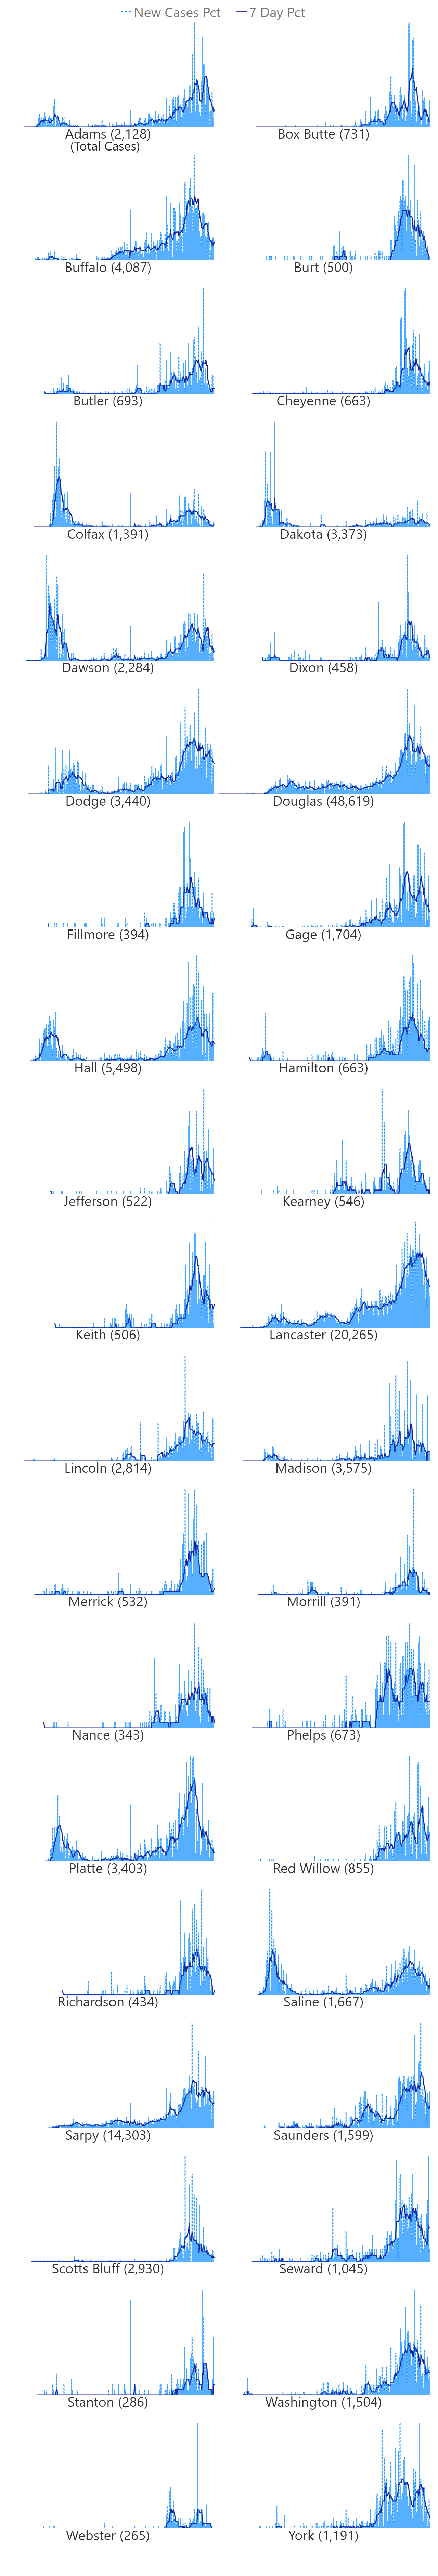 New Cases Pct 7 Day Pct
Adams (2,128) Box Butte (731)
(Total Cases)
Buffalo (4,087) Burt (500)
Butler (693) Cheyenne (663)
Colfax (1,391) Dakota (3,373)
Dawson (2,284) Dixon (458)
Dodge (3,440) Douglas (48,619)
Fillmore (394) Gage (1,704)
Hall (5,498) Hamilton (663)
Jefferson (522) Kearney (546)
Keith (506) Lancaster (20,265)
Lincoln (2,814) Madison (3,575)
Merrick (532) Morrill (391)
Nance (343) Phelps (673)
Platte (3,403) Red Willow (855)
Richardson (434) Saline (1,667)
Sarpy (14,303) Saunders (1,599)
Scotts Bluff (2,930) Seward (1,045)
Stanton (286) Washington (1,504)
Webster (265) York (1,191)